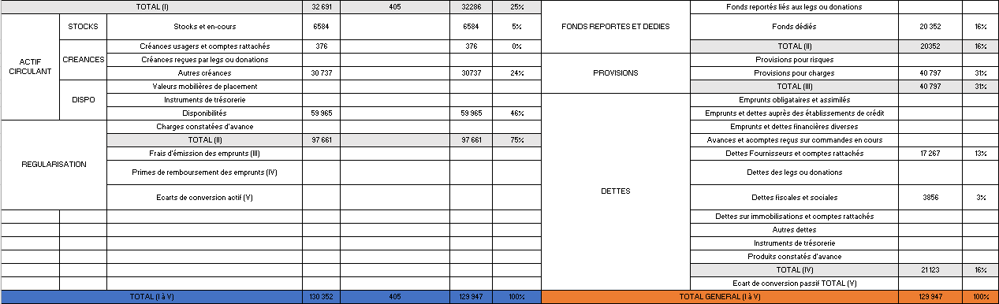 TOTAL (I) 32 691 405 32286 25%
ACTIF CIRCULANT
STOCKS
Stocks et en-cours 6584 6584 5%
CREANCES
Créances usagers et comptes rattachés 376 376 0%
Créances reçues par legs ou donations
Autres créances 30 737 30737 24%
DISPO
Valeurs mobilières de placement
Instruments de trésorerie
Disponibilités 59 965 59 965 46%
REGULARISATION
Charges constatées d'avance
TOTAL (II) 97 661 97 661 75%
Frais d'émission des emprunts (III)
Primes de remboursement des emprunts (IV)
Ecarts de conversion actif (V)
TOTAL (I à V) 130 352 405 129 947 100%
FONDS REPORTES ET DEDIES
Fonds reportés liés aux legs ou donations
Fonds dédiés 20 352 16%
TOTAL (II) 20352 16%
PROVISIONS
Provisions pour risques
Provisions pour charges 40 797 31%
TOTAL (III) 40 797 31%
DETTES
Emprunts obligataires et assimilés
Emprunts et dettes auprès des établissements de crédit
Emprunts et dettes financières diverses
Avances et acomptes reçus sur commandes en cours
Dettes Fournisseurs et comptes rattachés 17 267 13%
Dettes des legs ou donations
Dettes fiscales et sociales 3856 3%
Dettes sur immobilisations et comptes rattachés
Autres dettes
Instruments de trésorerie
Produits constatés d'avance
TOTAL (IV) 21 123 16%
Ecart de conversion passif TOTAL (V)
TOTAL GENERAL (I à V) 129 947 100%